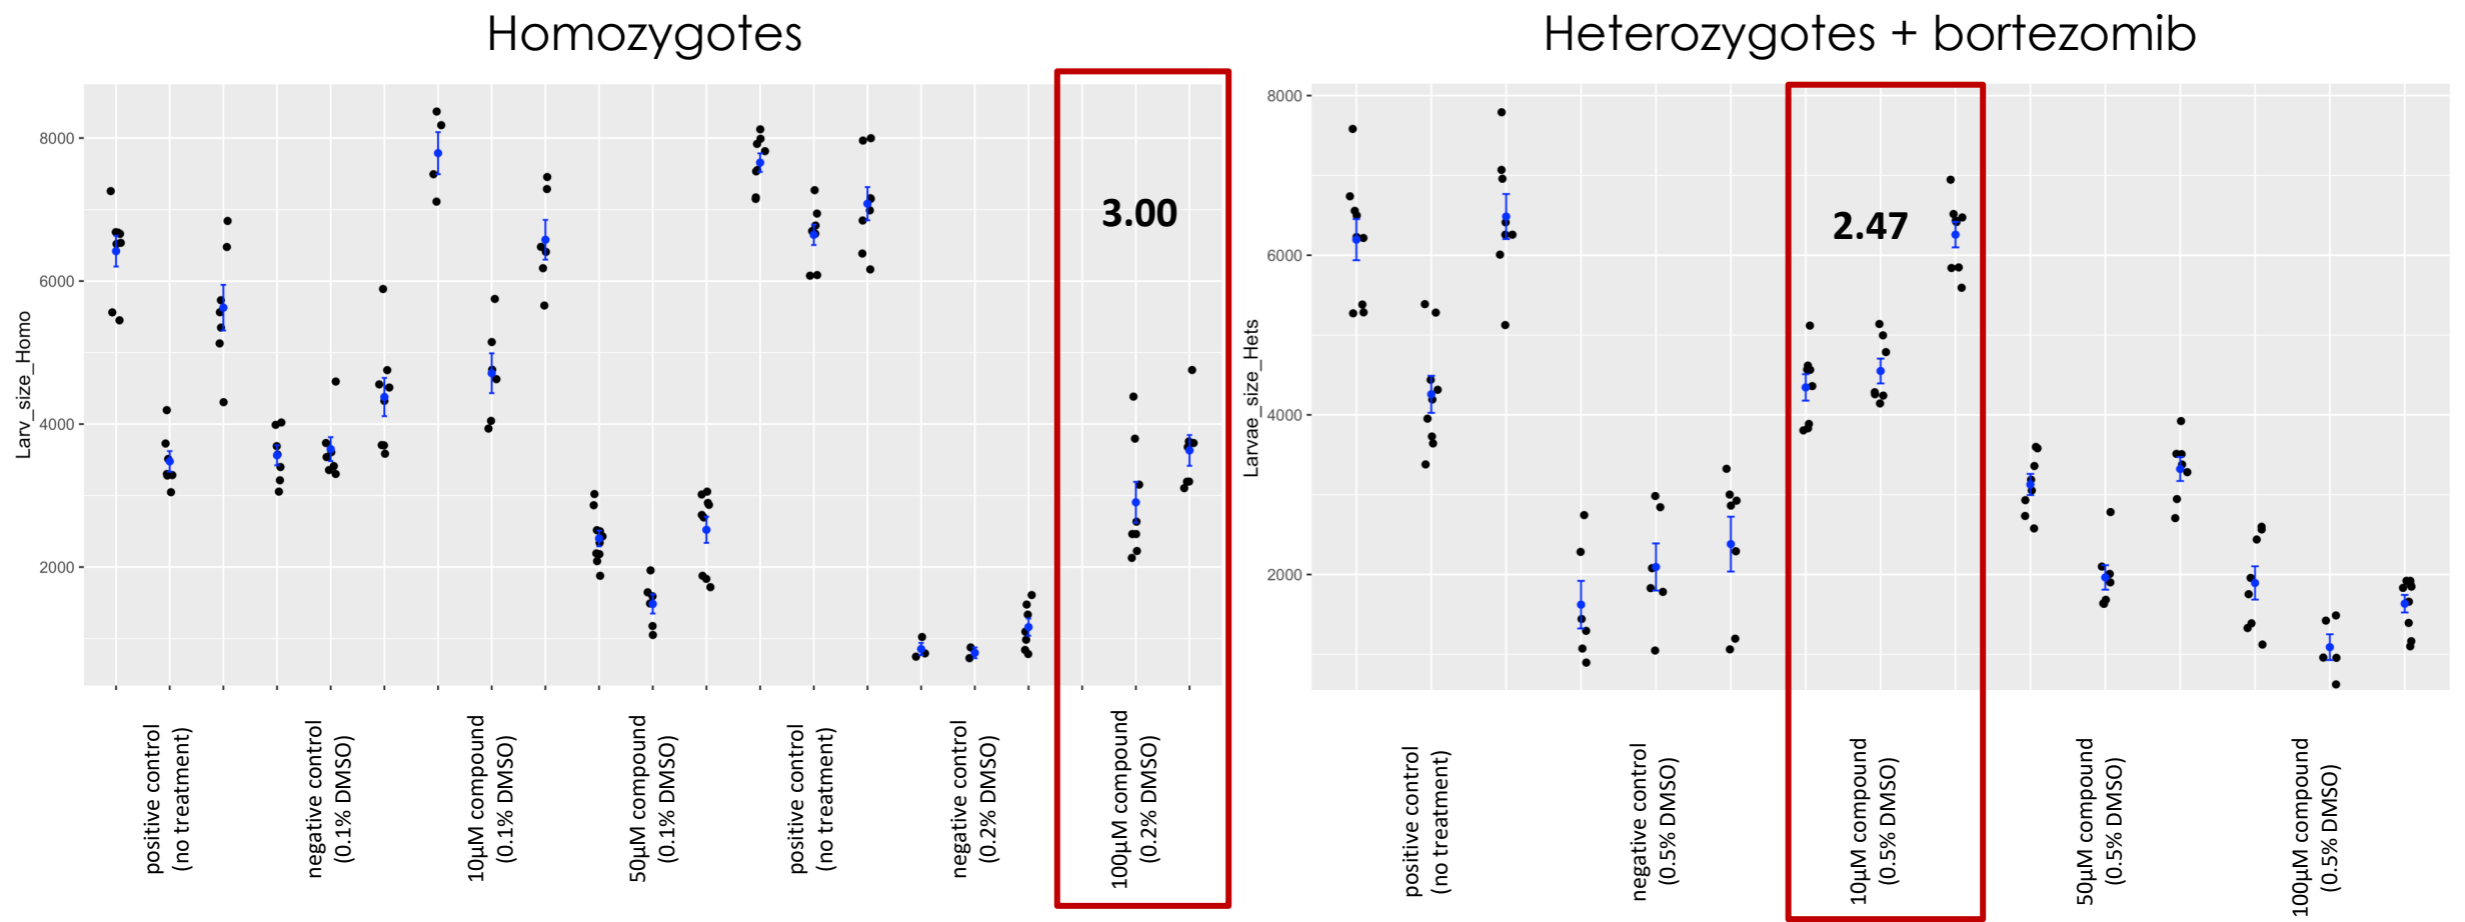 Homozygotes
Heterozygotes + bortezomib
Larv_size_Homo
8000
6000
4000
2000
3.00
positive control
(no treatment)
negative control
(0.1% DMSO)
10µM compound
(0.1% DMSO)
50µM compound
(0.1% DMSO)
positive control
(no treatment)
negative control
(0.2% DMSO)
100µM compound
(0.2% DMSO)
Larvae_size_Hets
8000
6000
4000
2000
2.47
positive control
(no treatment)
negative control
(0.5% DMSO)
10µM compound
(0.5% DMSO)
50µM compound
(0.5% DMSO)
100µM compound
(0.5% DMSO)